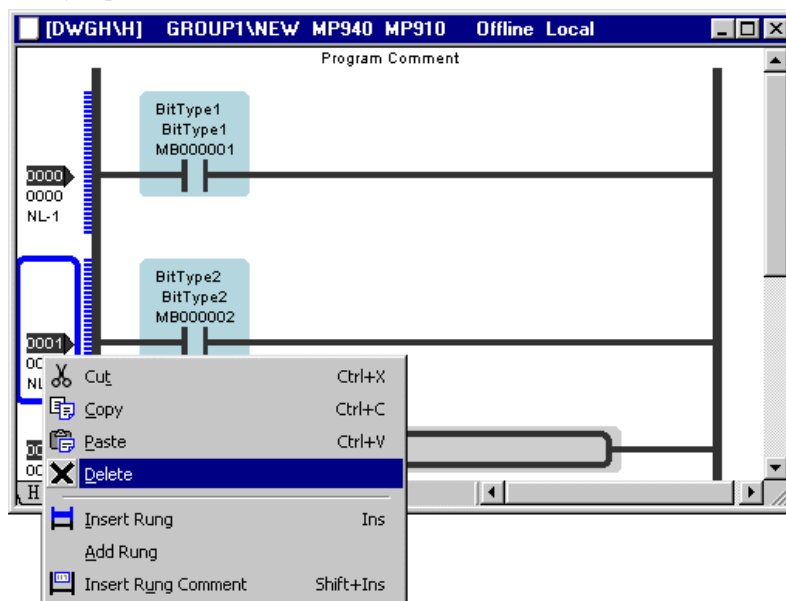 [DWGH\H] GROUP1\NEW MP940 MP910 Offline Local
Program Comment
BitType1
BitType1
MB000001
0000
0000
NL-1
BitType2
BitType2
MB000002
0001
Cut Ctrl+X
Copy Ctrl+C
Paste Ctrl+V
Delete
H
Insert Rung Ins
Add Rung
Insert Rung Comment Shift+Ins